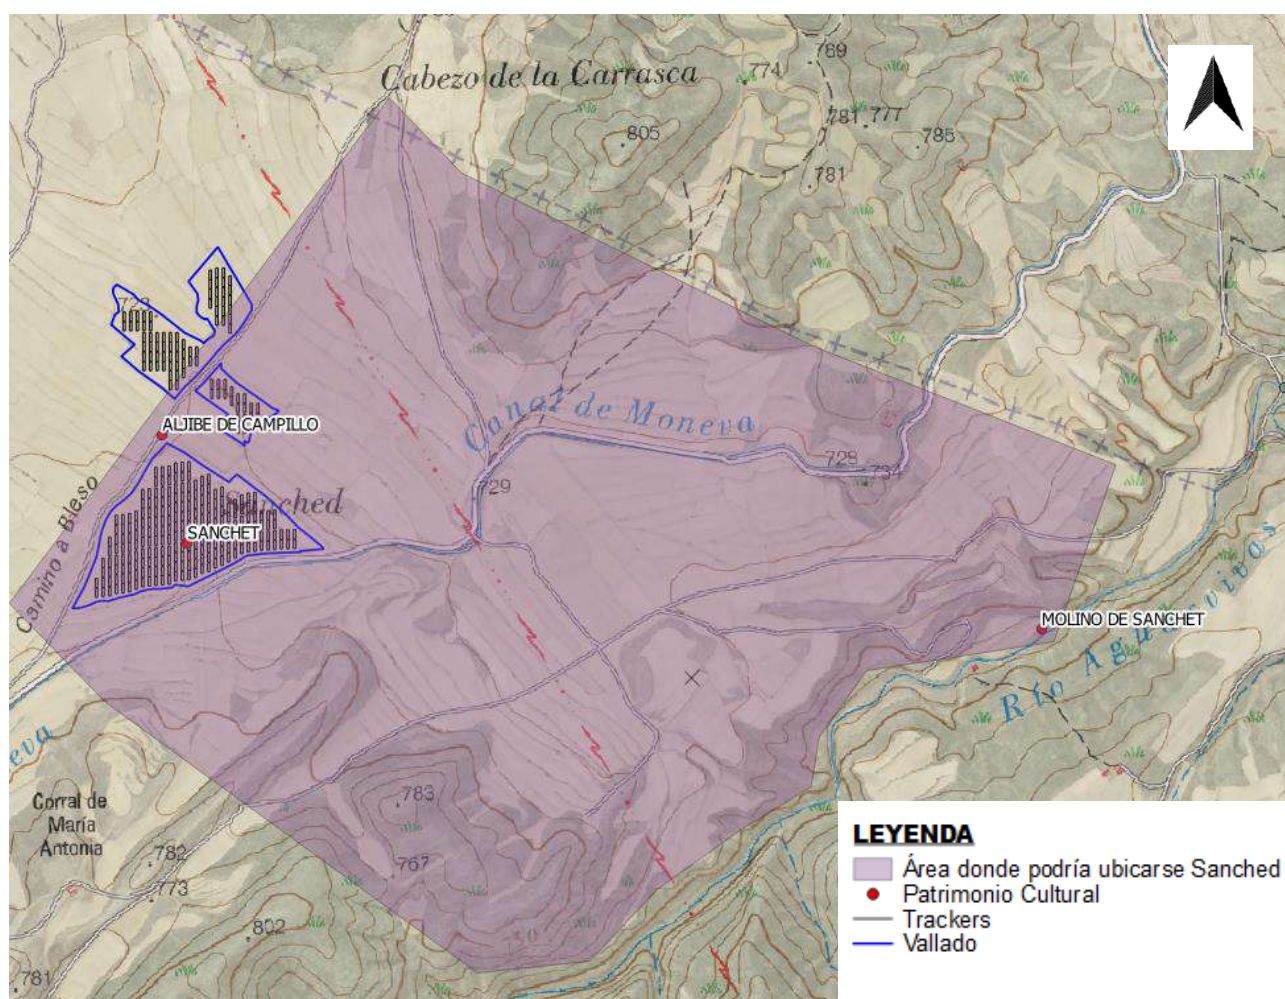 Cabezo de la Carrasca
789
774
781
777
785
805
781
723
ALJIBE DE CAMPILLO
Canal de Moneva
728
729
Sanched
SANCHET
Camino a Bleso
MOLINO DE SANCHET
Río Aguasvivas
eva
Corral de
María
Antonia
783
767
782
773
802
781
LEYENDA
Área donde podría ubicarse Sanched
Patrimonio Cultural
Trackers
Vallado